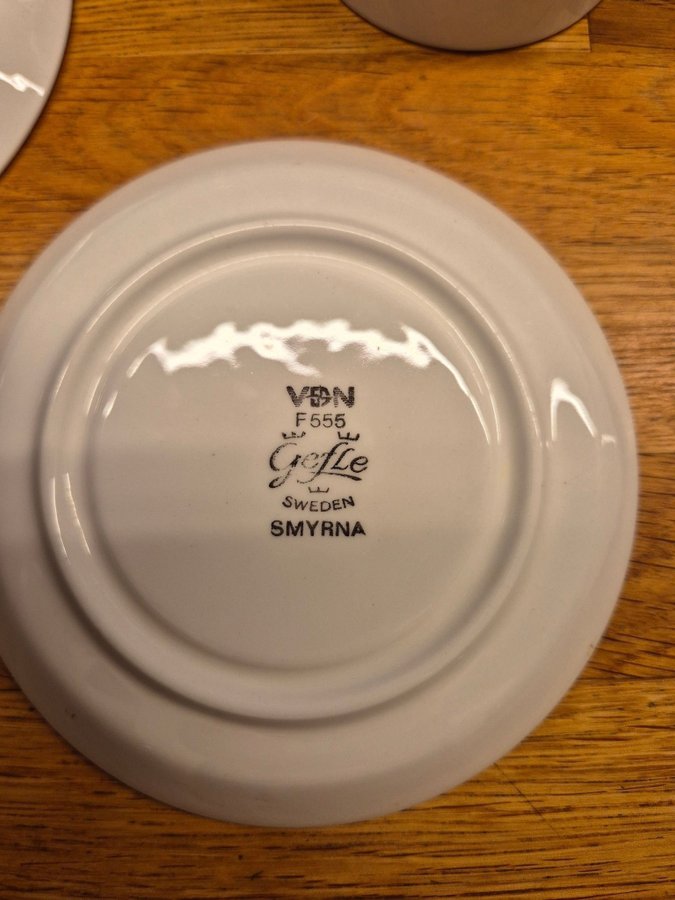 VDN
F555
Gefle
SWEDEN
SMYRNA